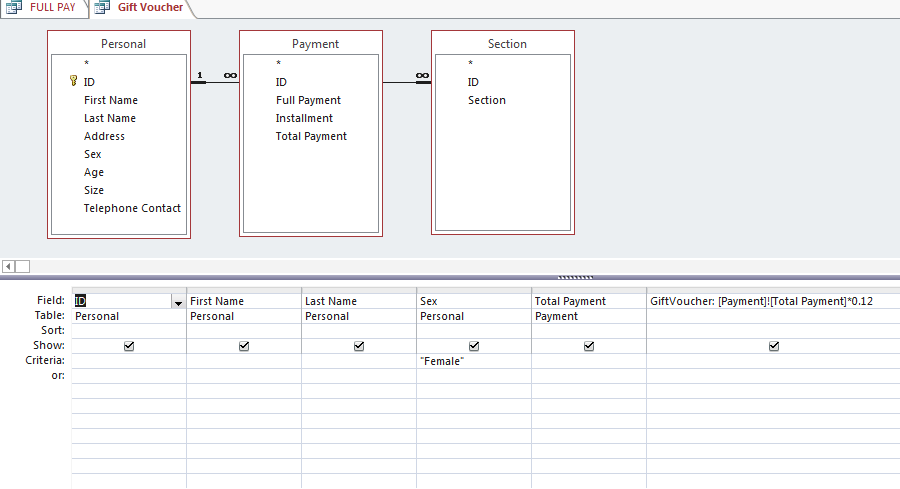 FULL PAY Gift Voucher
Personal Payment Section
* * *
ID ID ID
First Name Full Payment Section
Last Name Installment
Address Total Payment
Sex
Age
Size
Telephone Contact
1 ∞ ∞
Field: ID First Name Last Name Sex Total Payment GiftVoucher: [Payment]![Total Payment]*0.12
Table: Personal Personal Personal Personal Payment
Sort:
Show:
Criteria: "Female"
or: